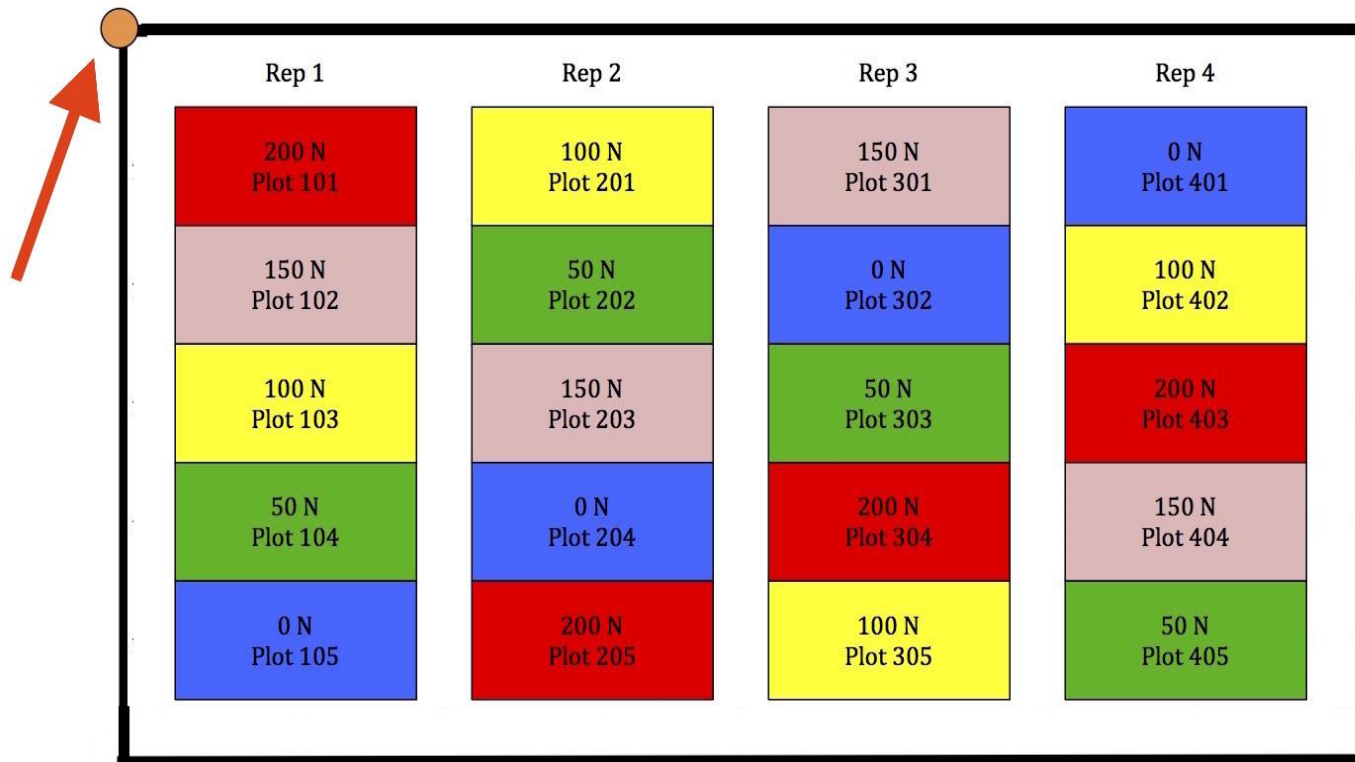 Rep 1
200 N
Plot 101
150 N
Plot 102
100 N
Plot 103
50 N
Plot 104
0 N
Plot 105
Rep 2
100 N
Plot 201
50 N
Plot 202
150 N
Plot 203
0 N
Plot 204
200 N
Plot 205
Rep 3
150 N
Plot 301
0 N
Plot 302
50 N
Plot 303
200 N
Plot 304
100 N
Plot 305
Rep 4
0 N
Plot 401
100 N
Plot 402
200 N
Plot 403
150 N
Plot 404
50 N
Plot 405